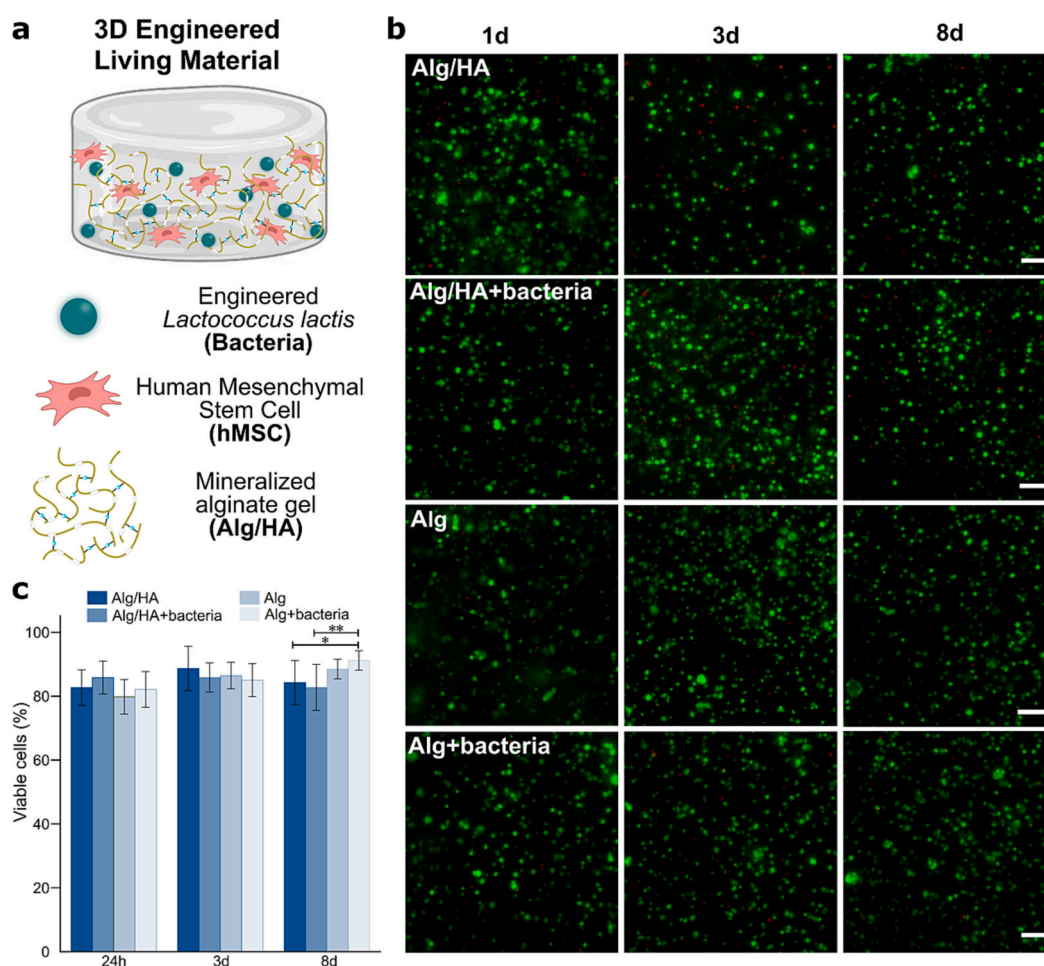 a
3D Engineered
Living Material
Engineered
Lactococcus lactis
(Bacteria)
Human Mesenchymal
Stem Cell
(hMSC)
Mineralized
alginate gel
(Alg/HA)
b
1d 3d 8d
Alg/HA
Alg/HA+bacteria
Alg
Alg+bacteria
c
Alg/HA Alg
Alg/HA+bacteria Alg+bacteria
**
*
Viable cells (%)
100
80
60
40
20
0
24h 3d 8d